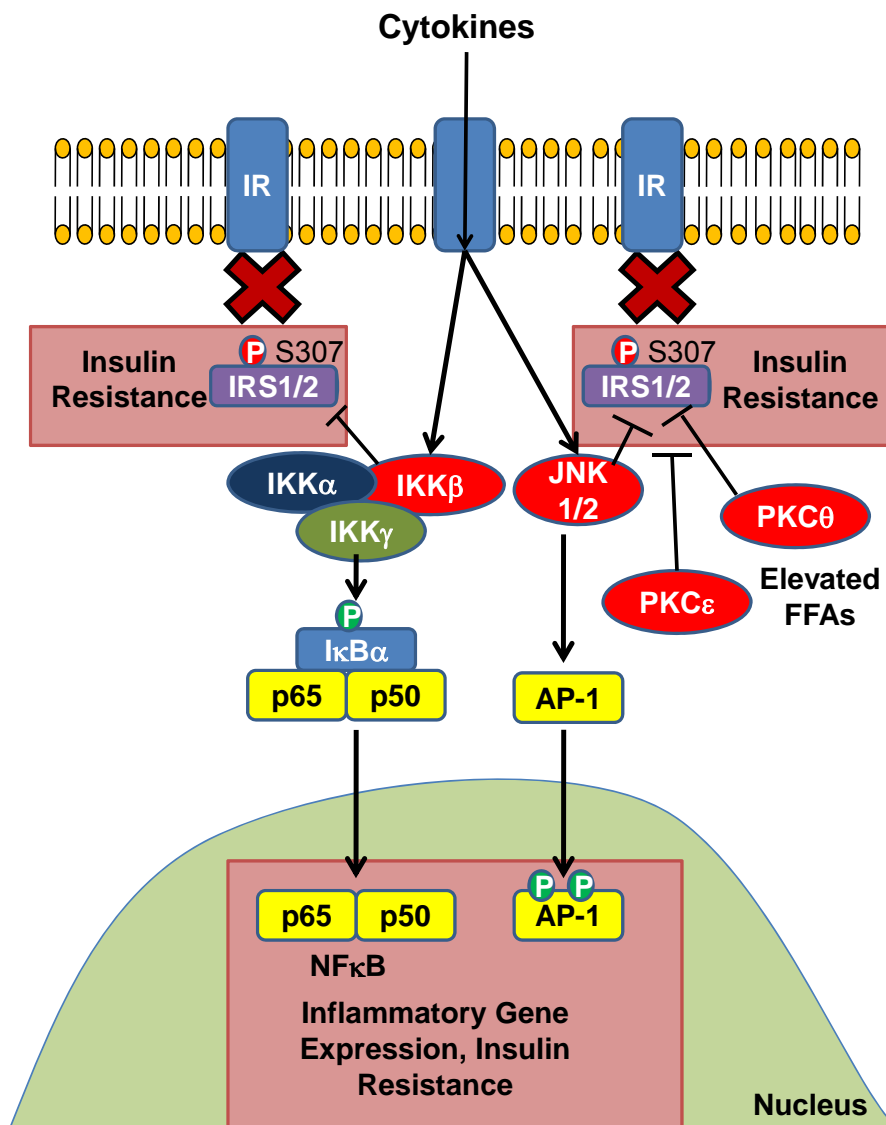 Cytokines
IR
IR
Insulin
Resistance
P S307
IRS1/2
P S307
IRS1/2
Insulin
Resistance
IKKα
IKKβ
IKKγ
JNK
1/2
PKCθ
PKCε
Elevated
FFAs
P
IκBα
p65 p50
AP-1
P P
p65 p50
AP-1
NFκB
Inflammatory Gene
Expression, Insulin
Resistance
Nucleus